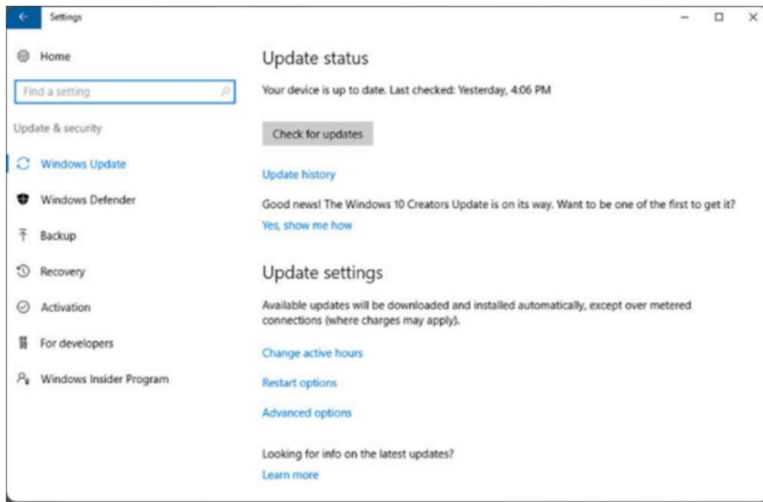 Settings
Home
Find a setting
Update & security
Windows Update
Windows Defender
Backup
Recovery
Activation
For developers
Windows Insider Program
Update status
Your device is up to date. Last checked: Yesterday, 4:06 PM
Check for updates
Update history
Good news! The Windows 10 Creators Update is on its way. Want to be one of the first to get it?
Yes, show me how
Update settings
Available updates will be downloaded and installed automatically, except over metered
connections (where charges may apply).
Change active hours
Restart options
Advanced options
Looking for info on the latest updates?
Learn more